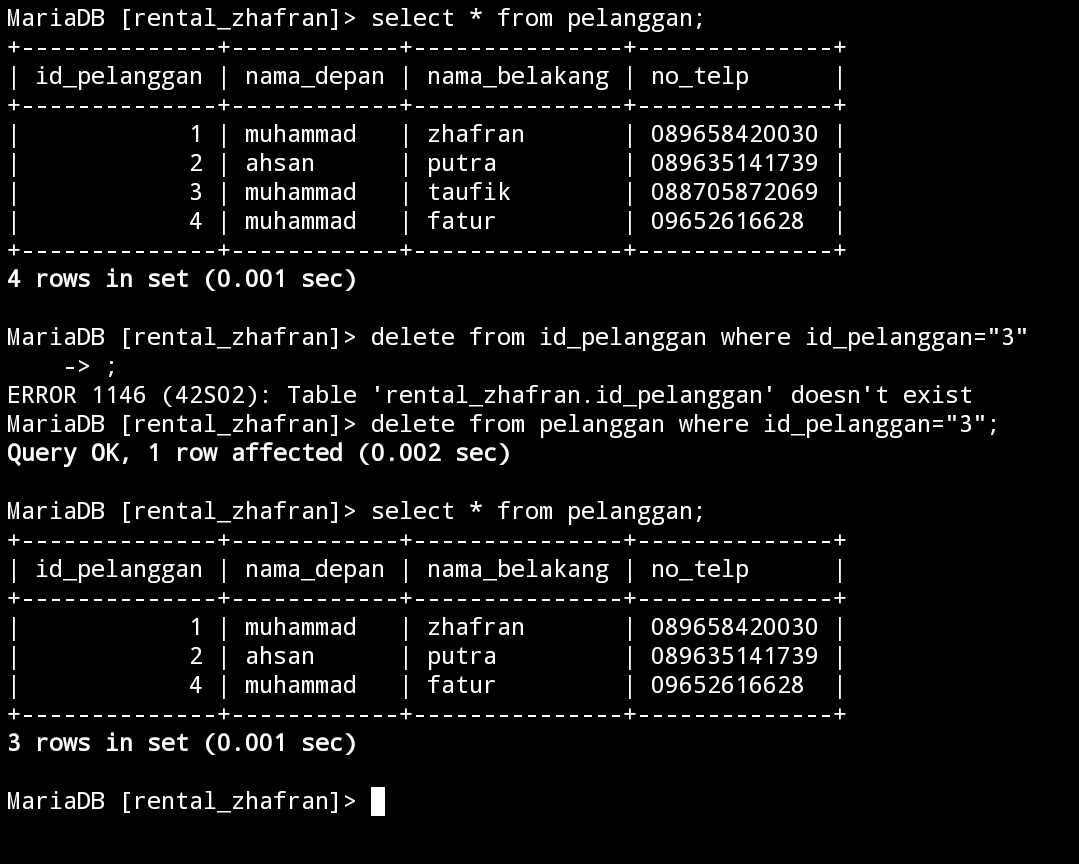 MariaDB [rental_zhafran]> select * from pelanggan;
+--------------+------------+---------------+--------------+
| id_pelanggan | nama_depan | nama_belakang | no_telp      |
+--------------+------------+---------------+--------------+
|            1 | muhammad   | zhafran       | 089658420030 |
|            2 | ahsan      | putra         | 089635141739 |
|            3 | muhammad   | taufik        | 088705872069 |
|            4 | muhammad   | fatur         | 09652616628  |
+--------------+------------+---------------+--------------+
4 rows in set (0.001 sec)

MariaDB [rental_zhafran]> delete from id_pelanggan where id_pelanggan="3"
    -> ;
ERROR 1146 (42S02): Table 'rental_zhafran.id_pelanggan' doesn't exist
MariaDB [rental_zhafran]> delete from pelanggan where id_pelanggan="3";
Query OK, 1 row affected (0.002 sec)

MariaDB [rental_zhafran]> select * from pelanggan;
+--------------+------------+---------------+--------------+
| id_pelanggan | nama_depan | nama_belakang | no_telp      |
+--------------+------------+---------------+--------------+
|            1 | muhammad   | zhafran       | 089658420030 |
|            2 | ahsan      | putra         | 089635141739 |
|            4 | muhammad   | fatur         | 09652616628  |
+--------------+------------+---------------+--------------+
3 rows in set (0.001 sec)

MariaDB [rental_zhafran]>